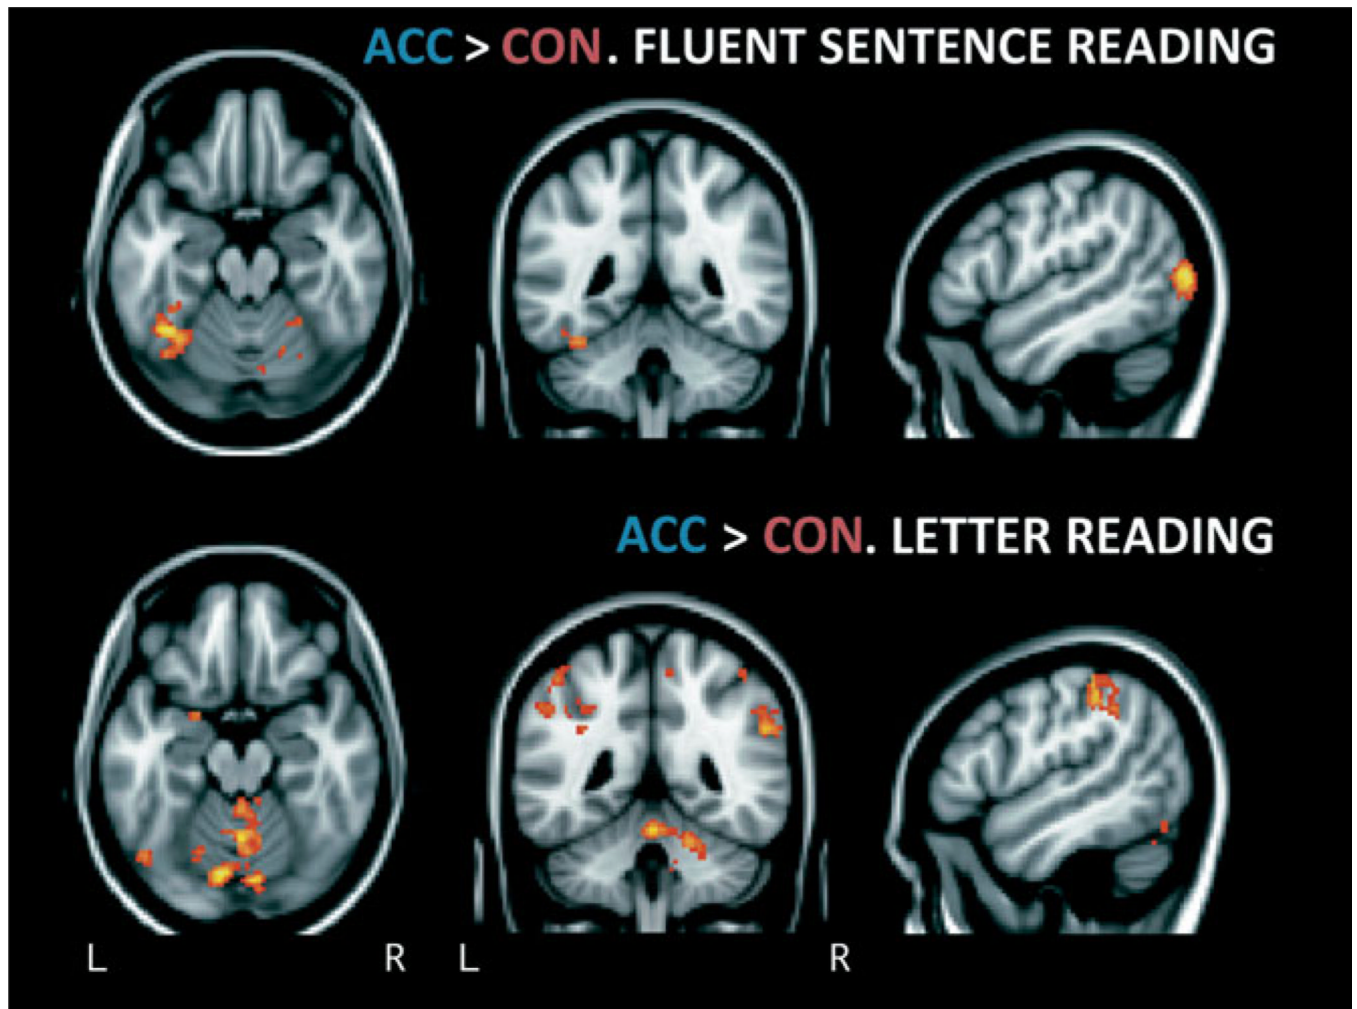 ACC > CON. FLUENT SENTENCE READING
ACC > CON. LETTER READING
L R L R